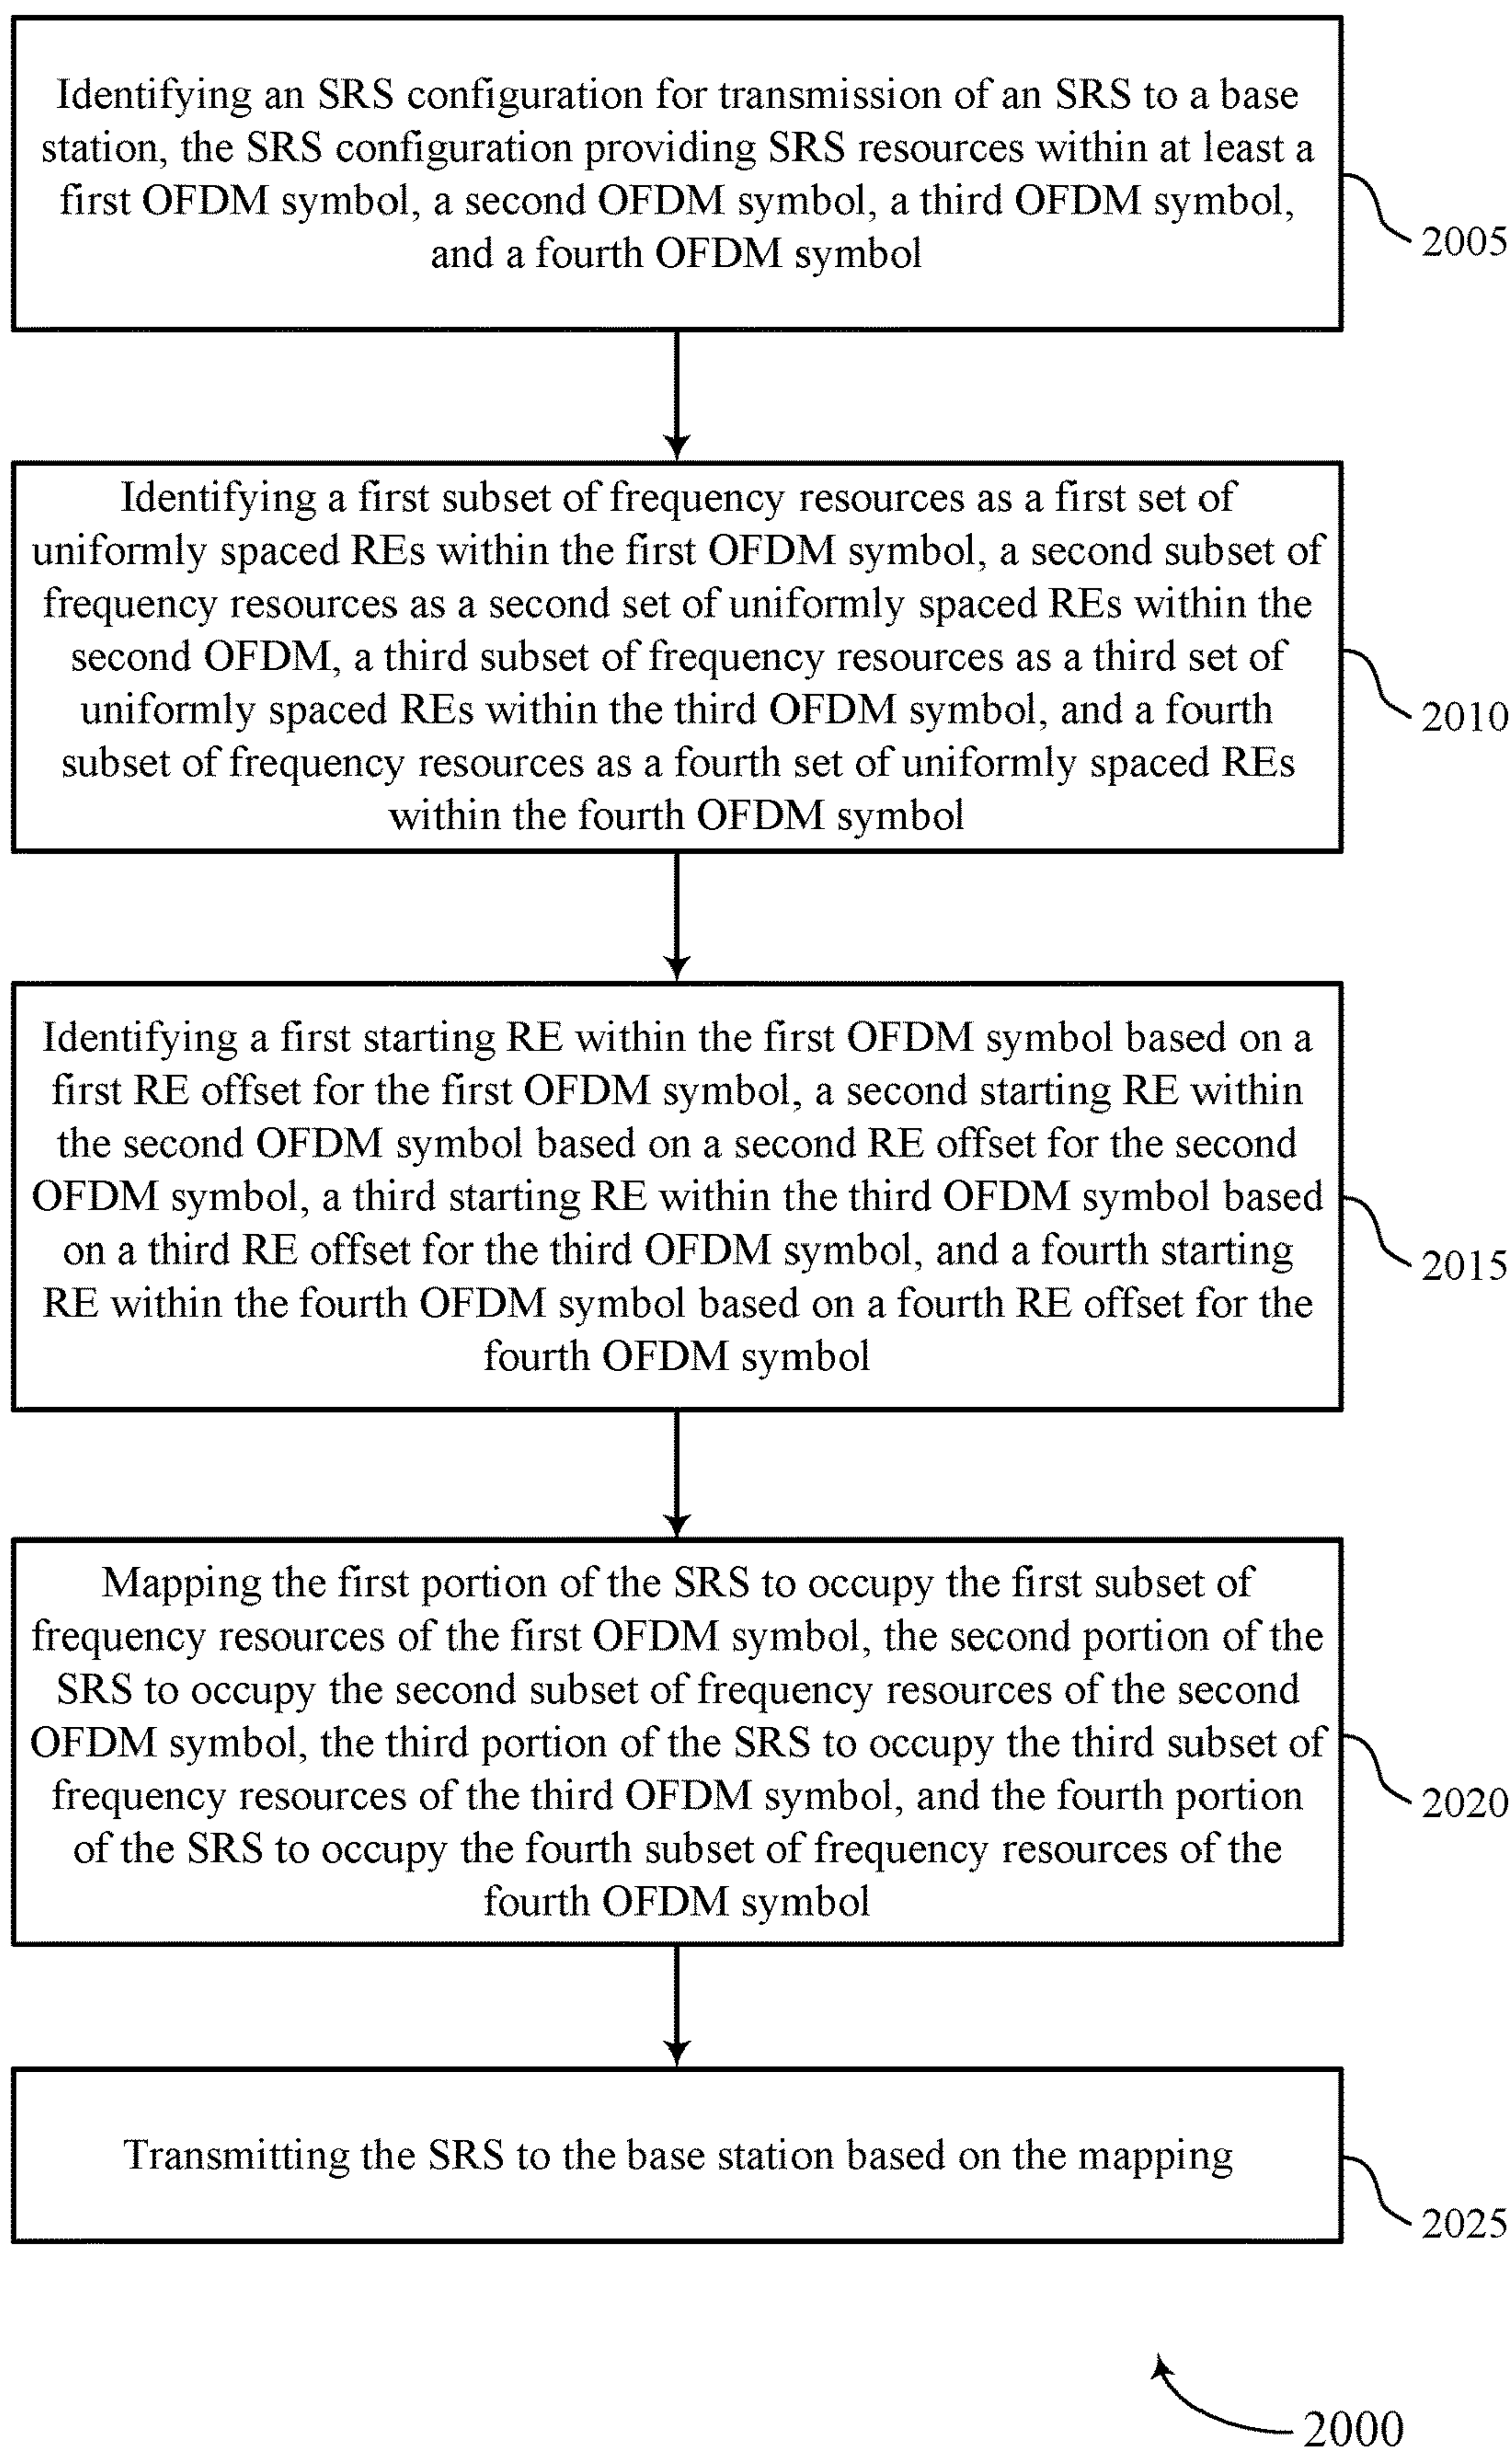 Identifying an SRS configuration for transmission of an SRS to a base
station, the SRS configuration providing SRS resources within at least a
first OFDM symbol, a second OFDM symbol, a third OFDM symbol,
and a fourth OFDM symbol
2005
Identifying a first subset of frequency resources as a first set of
uniformly spaced REs within the first OFDM symbol, a second subset of
frequency resources as a second set of uniformly spaced REs within the
second OFDM, a third subset of frequency resources as a third set of
uniformly spaced REs within the third OFDM symbol, and a fourth
subset of frequency resources as a fourth set of uniformly spaced REs
within the fourth OFDM symbol
2010
Identifying a first starting RE within the first OFDM symbol based on a
first RE offset for the first OFDM symbol, a second starting RE within
the second OFDM symbol based on a second RE offset for the second
OFDM symbol, a third starting RE within the third OFDM symbol based
on a third RE offset for the third OFDM symbol, and a fourth starting
RE within the fourth OFDM symbol based on a fourth RE offset for the
fourth OFDM symbol
2015
Mapping the first portion of the SRS to occupy the first subset of
frequency resources of the first OFDM symbol, the second portion of the
SRS to occupy the second subset of frequency resources of the second
OFDM symbol, the third portion of the SRS to occupy the third subset of
frequency resources of the third OFDM symbol, and the fourth portion
of the SRS to occupy the fourth subset of frequency resources of the
fourth OFDM symbol
2020
Transmitting the SRS to the base station based on the mapping
2025
2000